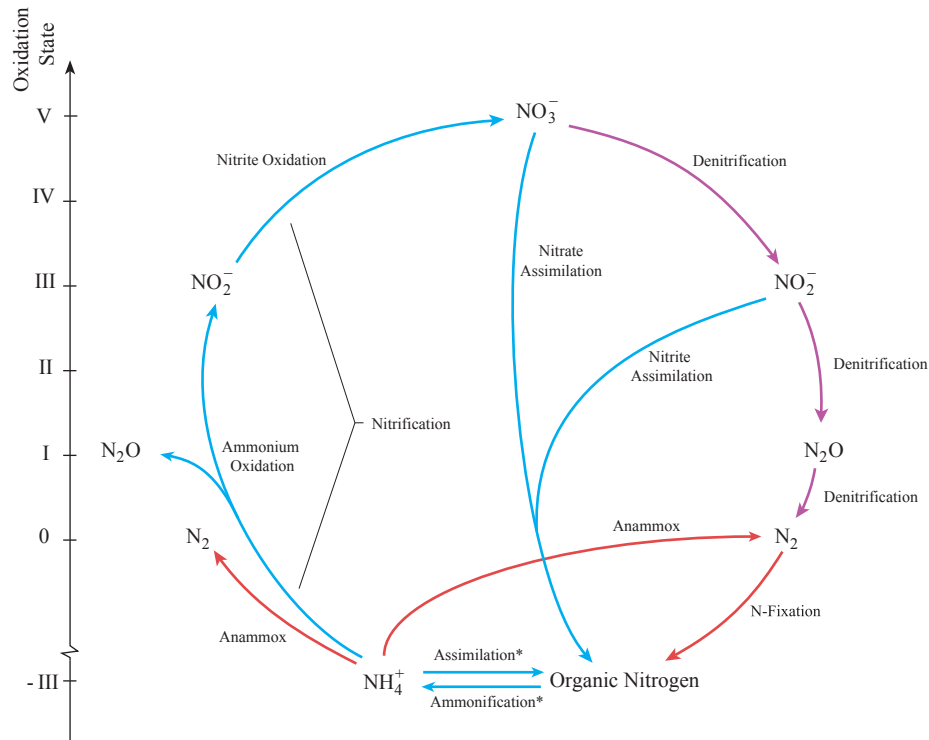 Oxidation
State
V
NO₃⁻
Nitrite Oxidation
Denitrification
IV
Nitrate
Assimilation
III
NO₂⁻
NO₂⁻
II
Nitrite
Assimilation
Denitrification
Nitrification
I
N₂O
Ammonium
Oxidation
N₂O
Denitrification
Anammox
0
N₂
N₂
N-Fixation
Anammox
Assimilation*
-III
NH₄⁺
Organic Nitrogen
Ammonification*